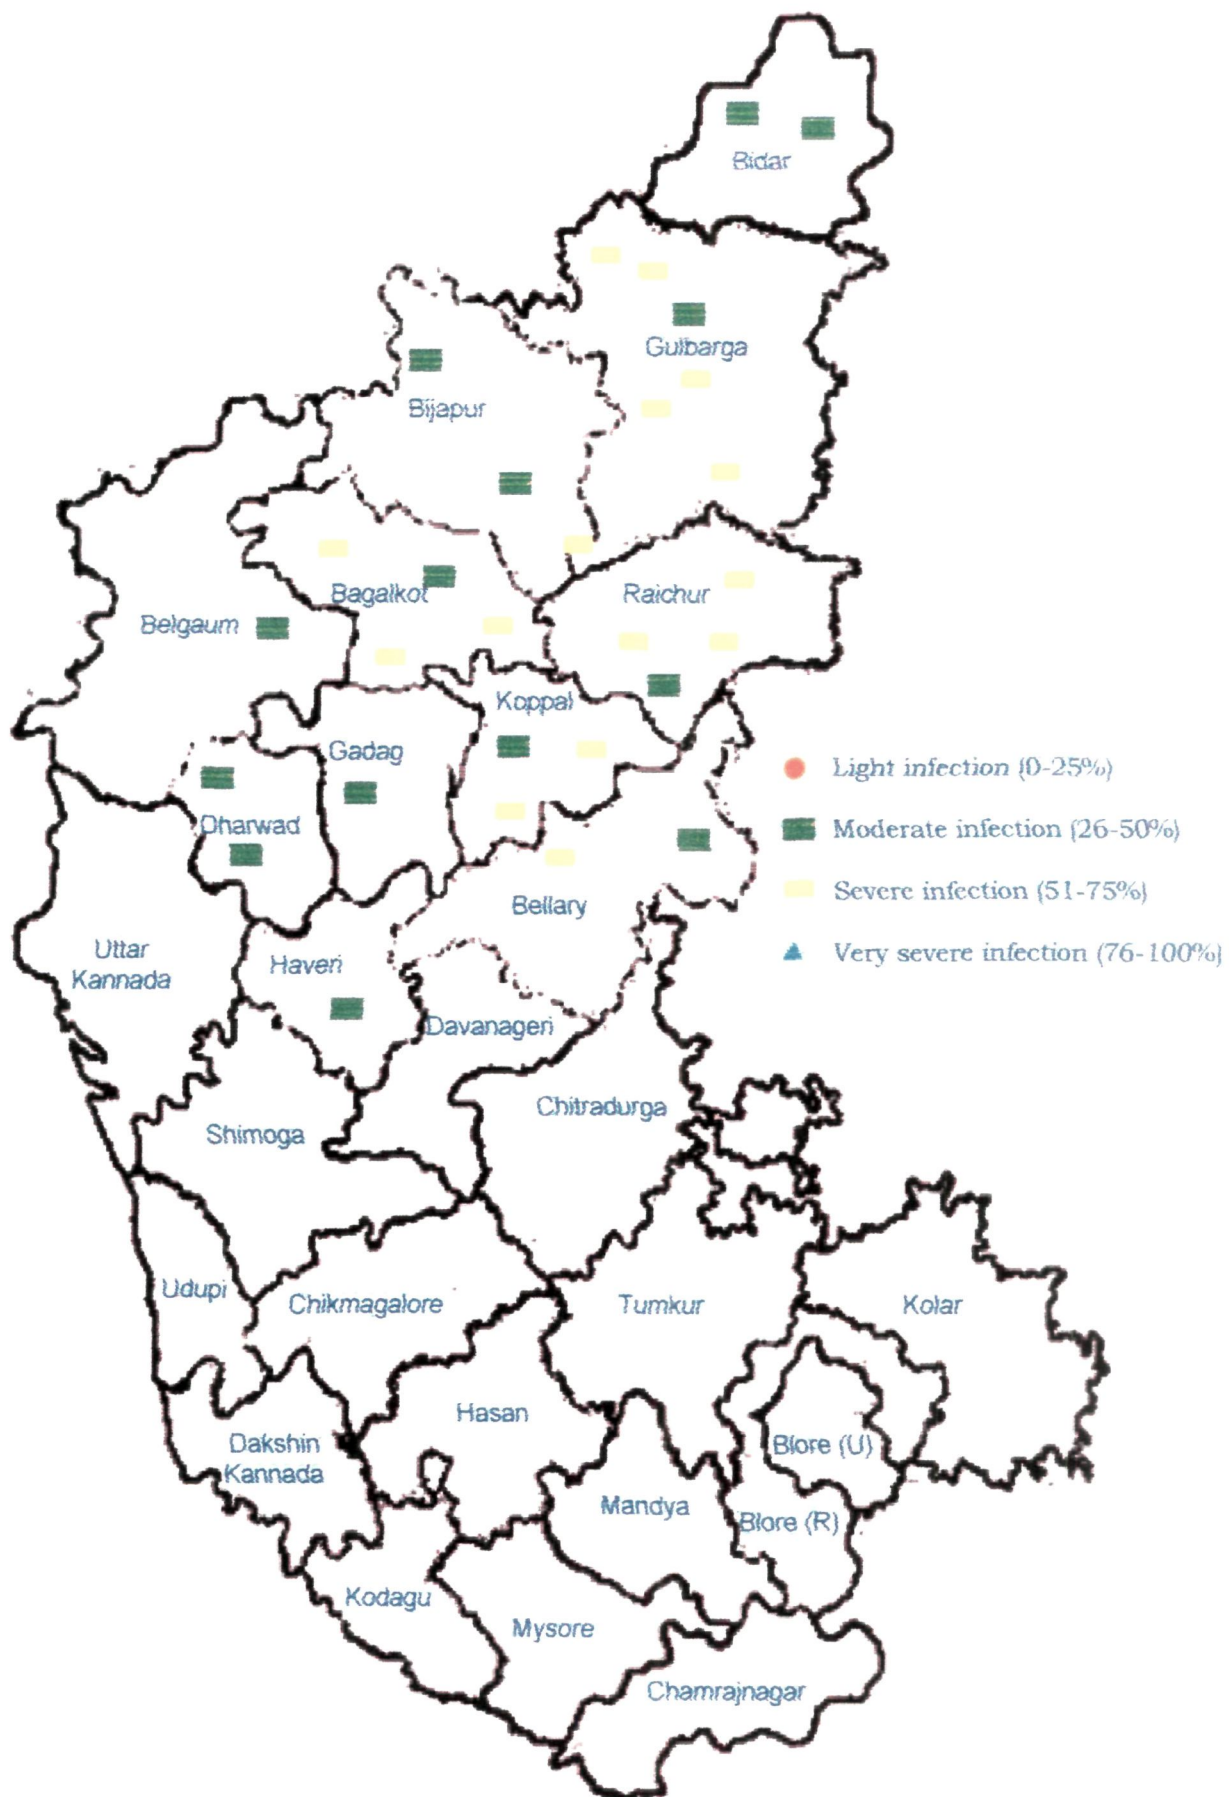 Bidar
Gulbarga
Bijapur
Bagalkot
Raichur
Belgaum
Koppal
Gadag
Dharwad
Bellary
Uttar
Kannada
Haveri
Davanageri
Chitradurga
Shimoga
Udupi
Chikmagalore
Tumkur
Kolar
Hasan
Dakshin
Kannada
Blore (U)
Mandya
Blore (R)
Kodagu
Mysore
Chamrajnagar
Light infection (0-25%)
Moderate infection (26-50%)
Severe infection (51-75%)
Very severe infection (76-100%)